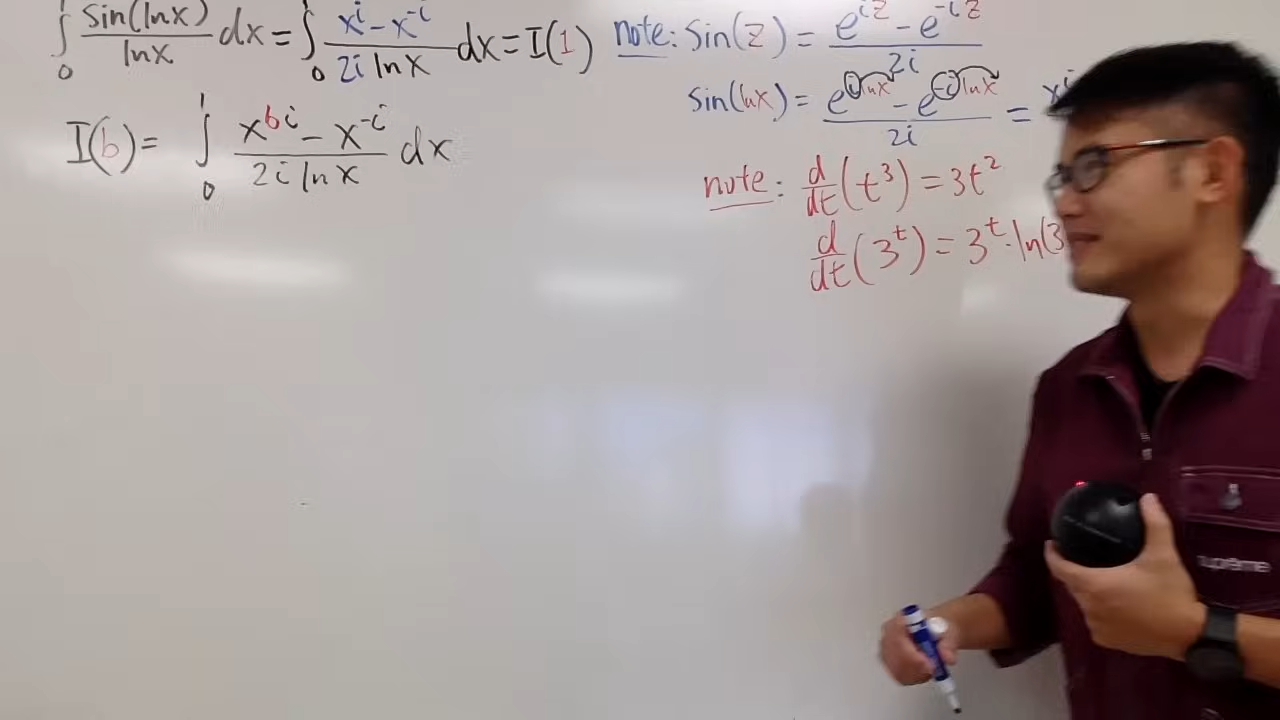 ∫₀¹ sin(lnx)/lnx dx = ∫₀¹ (xⁱ - x⁻ⁱ)/(2i lnx) dx = I(1)
note: sin(z) = (e^(iz) - e^(-iz))/2i
sin(lnx) = (e^(i lnx) - e^(-i lnx))/2i = xⁱ
I(b) = ∫₀¹ (x^(bi) - x⁻ⁱ)/(2i lnx) dx
note: d/dt(t³) = 3t²
d/dt(3ᵗ) = 3ᵗ·ln(3
supreme